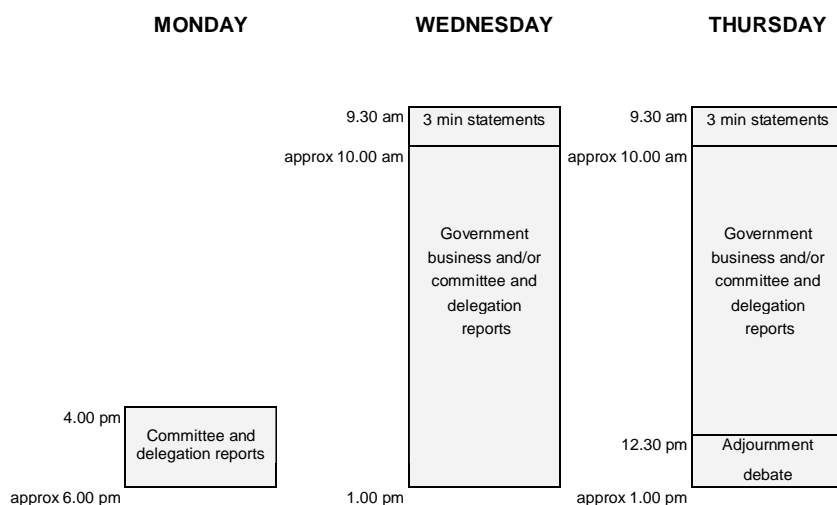 MONDAY
WEDNESDAY
THURSDAY
9.30 am
3 min statements
9.30 am
3 min statements
approx 10.00 am
approx 10.00 am
Government
business and/or
committee and
delegation
reports
Government
business and/or
committee and
delegation
reports
4.00 pm
Committee and
delegation reports
12.30 pm
Adjournment
debate
approx 6.00 pm
1.00 pm
approx 1.00 pm